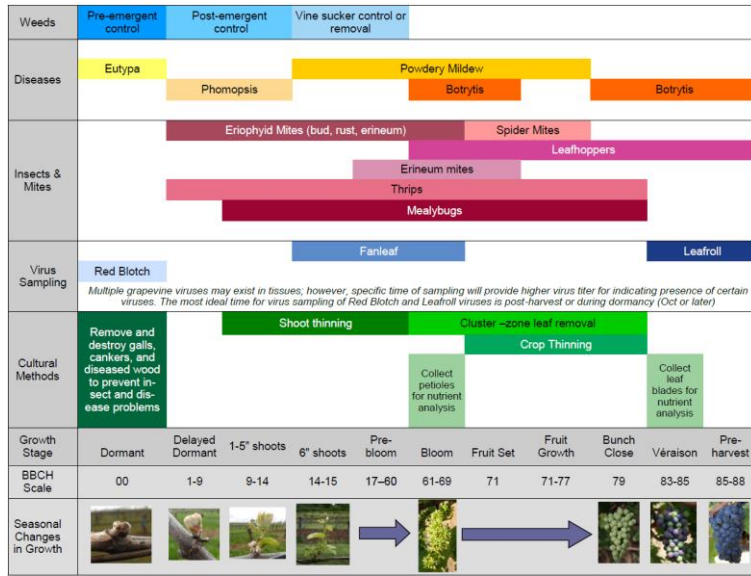 Weeds
Pre-emergent
control
Post-emergent
control
Vine sucker control or
removal
Diseases
Eutypa
Powdery Mildew
Phomopsis
Botrytis
Botrytis
Insects &
Mites
Eriophyid Mites (bud, rust, erineum)
Spider Mites
Leafhoppers
Erineum mites
Thrips
Mealybugs
Virus
Sampling
Fanleaf
Leafroll
Red Blotch
Multiple grapevine viruses may exist in tissues; however, specific time of sampling will provide higher virus titer for indicating presence of certain
viruses. The most ideal time for virus sampling of Red Blotch and Leafroll viruses is post-harvest or during dormancy (Oct or later)
Cultural
Methods
Remove and
destroy galls,
cankers, and
diseased wood
to prevent in-
sect and dis-
ease problems
Shoot thinning
Cluster –zone leaf removal
Crop Thinning
Collect
petioles
for nutrient
analysis
Collect
leaf
blades for
nutrient
analysis
Growth
Stage
Dormant
Delayed
Dormant
1-5" shoots
6" shoots
Pre-
bloom
Bloom
Fruit Set
Fruit
Growth
Bunch
Close
Véraison
Pre-
harvest
BBCH
Scale
00
1-9
9-14
14-15
17–60
61-69
71
71-77
79
83-85
85-88
Seasonal
Changes
in Growth